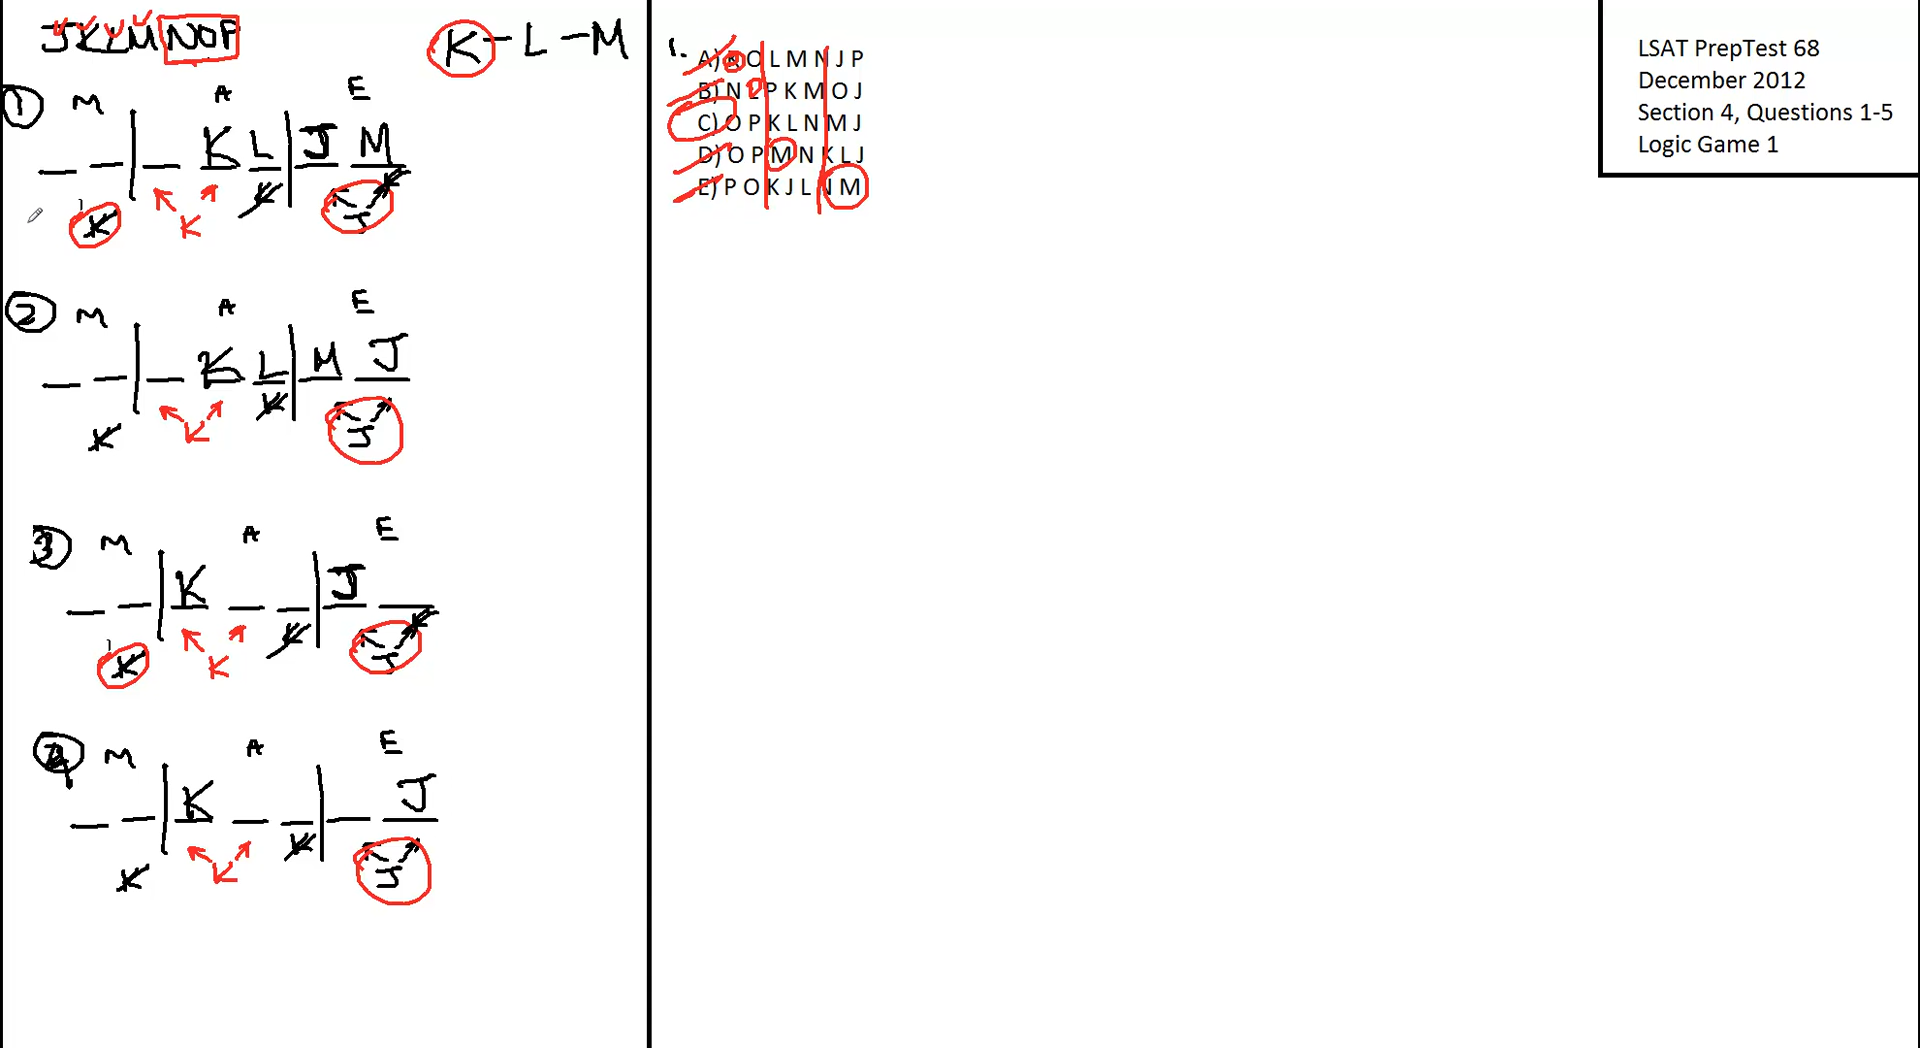 JKLMNOP
K - L - M
1 M A E
K L J M
K K K J
2 M A E
K L M J
K K K J
3 M A E
K J
K K K J
4 M A E
K J
K K K J
1.
A) K O L M N J P
B) N L P K M O J
C) O P K L N M J
D) O P M N K L J
E) P O K J L N M
LSAT PrepTest 68
December 2012
Section 4, Questions 1-5
Logic Game 1